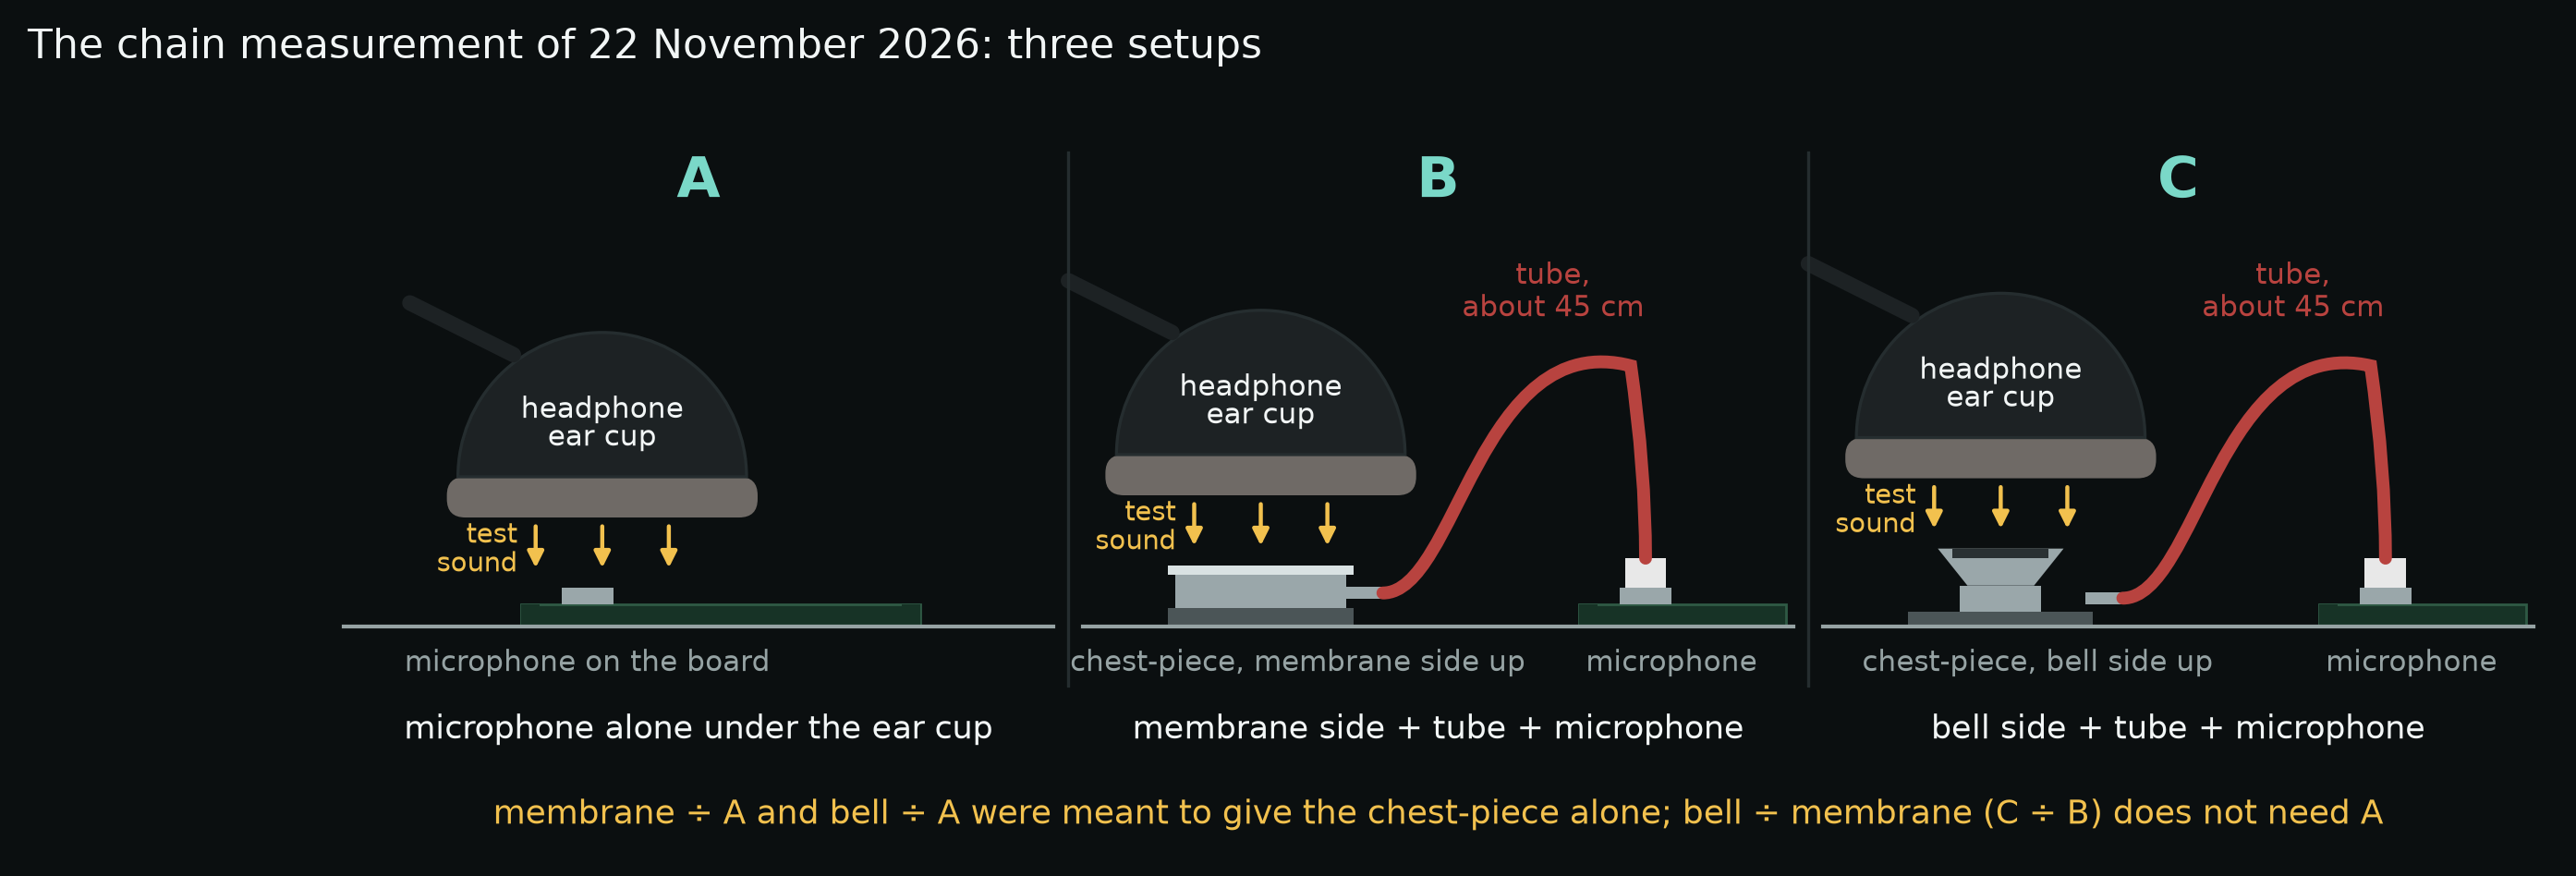 The chain measurement of 22 November 2026: three setups
A
headphone
ear cup
test
sound
microphone on the board
microphone alone under the ear cup
B
tube,
about 45 cm
headphone
ear cup
test
sound
chest-piece, membrane side up
microphone
membrane side + tube + microphone
C
tube,
about 45 cm
headphone
ear cup
test
sound
chest-piece, bell side up
microphone
bell side + tube + microphone
membrane ÷ A and bell ÷ A were meant to give the chest-piece alone; bell ÷ membrane (C ÷ B) does not need A